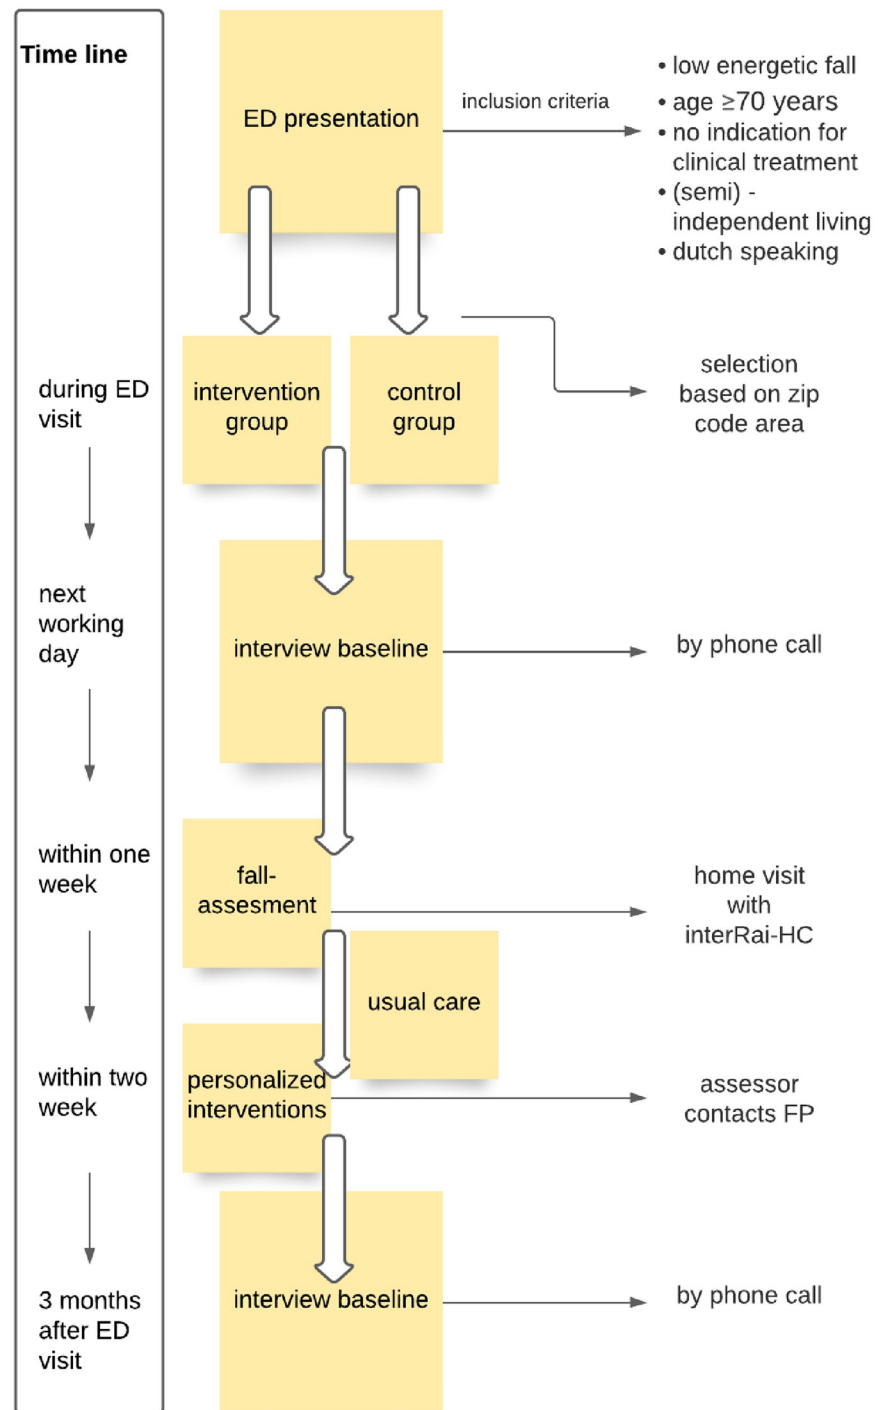 Time line
ED presentation
inclusion criteria
• low energetic fall
• age ≥70 years
• no indication for
clinical treatment
• (semi) -
independent living
• dutch speaking
during ED
visit
intervention
group
control
group
selection
based on zip
code area
next
working
day
interview baseline
by phone call
within one
week
fall-
assesment
home visit
with
interRai-HC
usual care
within two
week
personalized
interventions
assessor
contacts FP
3 months
after ED
visit
interview baseline
by phone call